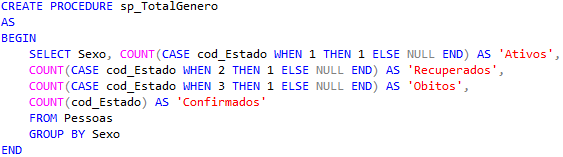 CREATE PROCEDURE sp_TotalGenero
AS
BEGIN
SELECT Sexo, COUNT(CASE cod_Estado WHEN 1 THEN 1 ELSE NULL END) AS 'Ativos',
COUNT(CASE cod_Estado WHEN 2 THEN 1 ELSE NULL END) AS 'Recuperados',
COUNT(CASE cod_Estado WHEN 3 THEN 1 ELSE NULL END) AS 'Obitos',
COUNT(cod_Estado) AS 'Confirmados'
FROM Pessoas
GROUP BY Sexo
END